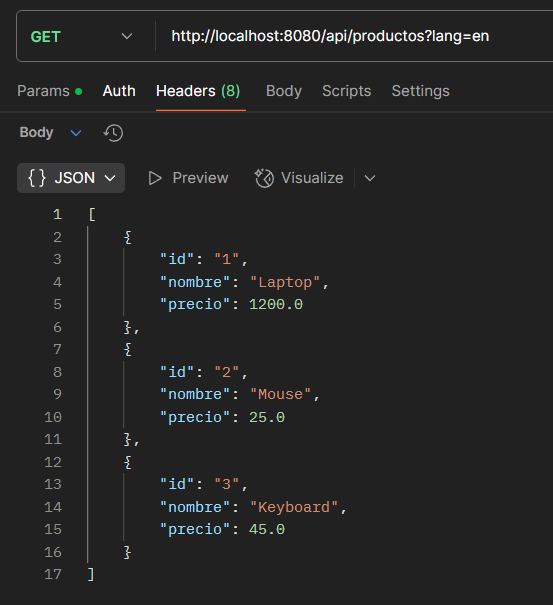 GET http://localhost:8080/api/productos?lang=en
Params Auth Headers (8) Body Scripts Settings
Body
{} JSON Preview Visualize
1 [
2 {
3 "id": "1",
4 "nombre": "Laptop",
5 "precio": 1200.0
6 },
7 {
8 "id": "2",
9 "nombre": "Mouse",
10 "precio": 25.0
11 },
12 {
13 "id": "3",
14 "nombre": "Keyboard",
15 "precio": 45.0
16 }
17 ]